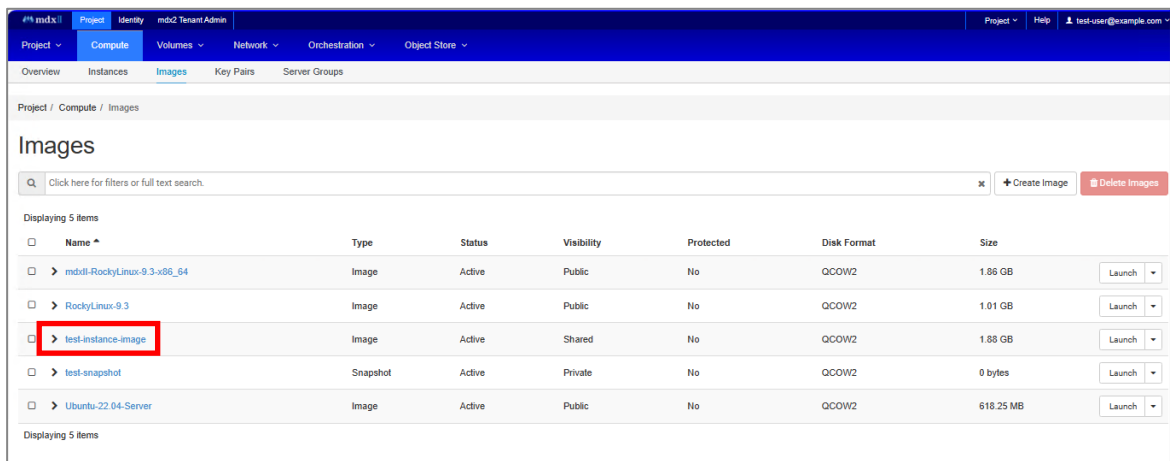 mdxII Project Identity mdx2 Tenant Admin Project Help test-user@example.com
Project Compute Volumes Network Orchestration Object Store
Overview Instances Images Key Pairs Server Groups
Project / Compute / Images
Images
Click here for filters or full text search. + Create Image Delete Images
Displaying 5 items
Name Type Status Visibility Protected Disk Format Size
mdxII-RockyLinux-9.3-x86_64 Image Active Public No QCOW2 1.86 GB Launch
RockyLinux-9.3 Image Active Public No QCOW2 1.01 GB Launch
test-instance-image Image Active Shared No QCOW2 1.88 GB Launch
test-snapshot Snapshot Active Private No QCOW2 0 bytes Launch
Ubuntu-22.04-Server Image Active Public No QCOW2 618.25 MB Launch
Displaying 5 items